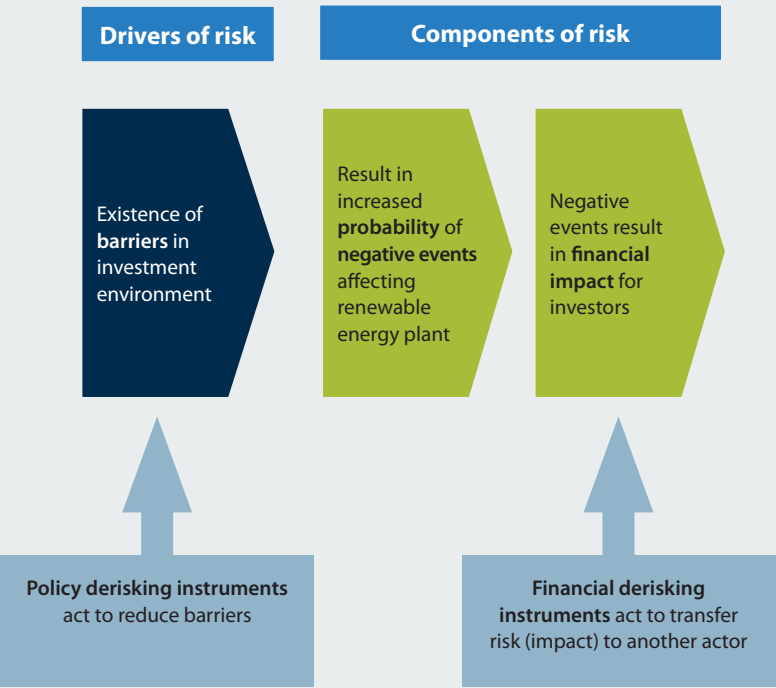 Drivers of risk
Components of risk
Existence of
barriers in
investment
environment
Result in
increased
probability of
negative events
affecting
renewable
energy plant
Negative
events result
in financial
impact for
investors
Policy derisking instruments
act to reduce barriers
Financial derisking
instruments act to transfer
risk (impact) to another actor